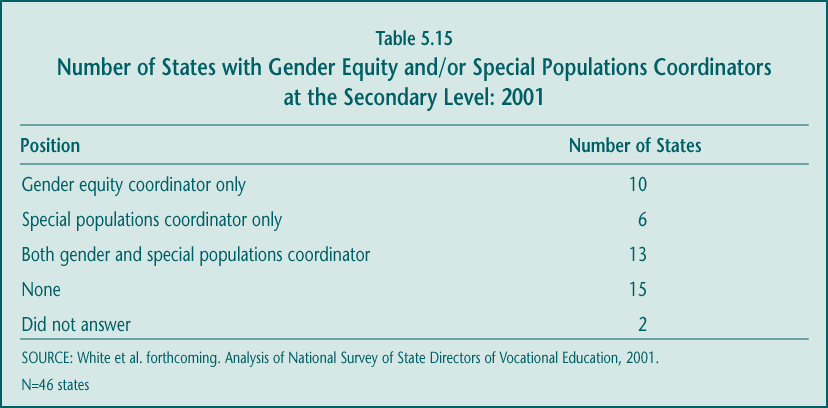 Table 5.15
Number of States with Gender Equity and/or Special Populations Coordinators
at the Secondary Level: 2001
Position Number of States
Gender equity coordinator only 10
Special populations coordinator only 6
Both gender and special populations coordinator 13
None 15
Did not answer 2
SOURCE: White et al. forthcoming. Analysis of National Survey of State Directors of Vocational Education, 2001.
N=46 states